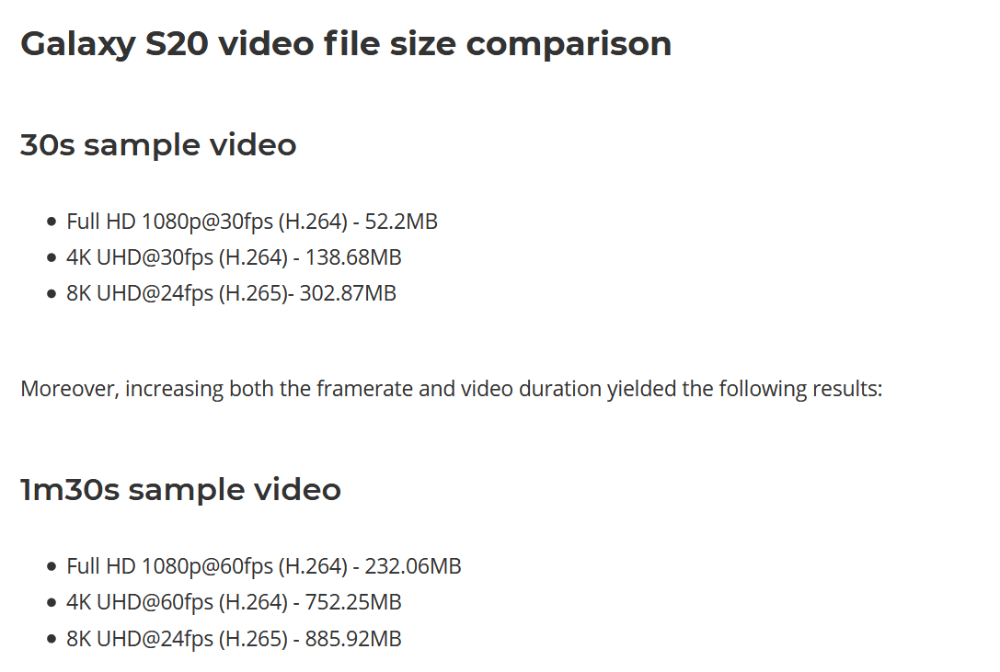 Galaxy S20 video file size comparison
30s sample video
• Full HD 1080p@30fps (H.264) - 52.2MB
• 4K UHD@30fps (H.264) - 138.68MB
• 8K UHD@24fps (H.265)- 302.87MB
Moreover, increasing both the framerate and video duration yielded the following results:
1m30s sample video
• Full HD 1080p@60fps (H.264) - 232.06MB
• 4K UHD@60fps (H.264) - 752.25MB
• 8K UHD@24fps (H.265) - 885.92MB